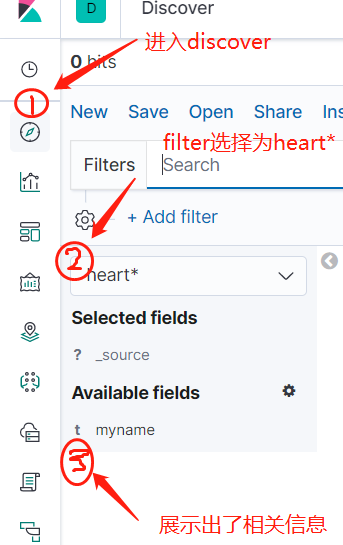 D Discover
进入discover
0 hits
1
New Save Open Share Ins
filter选择为heart*
Filters Search
+ Add filter
2
heart*
Selected fields
? _source
Available fields
t myname
3
展示出了相关信息